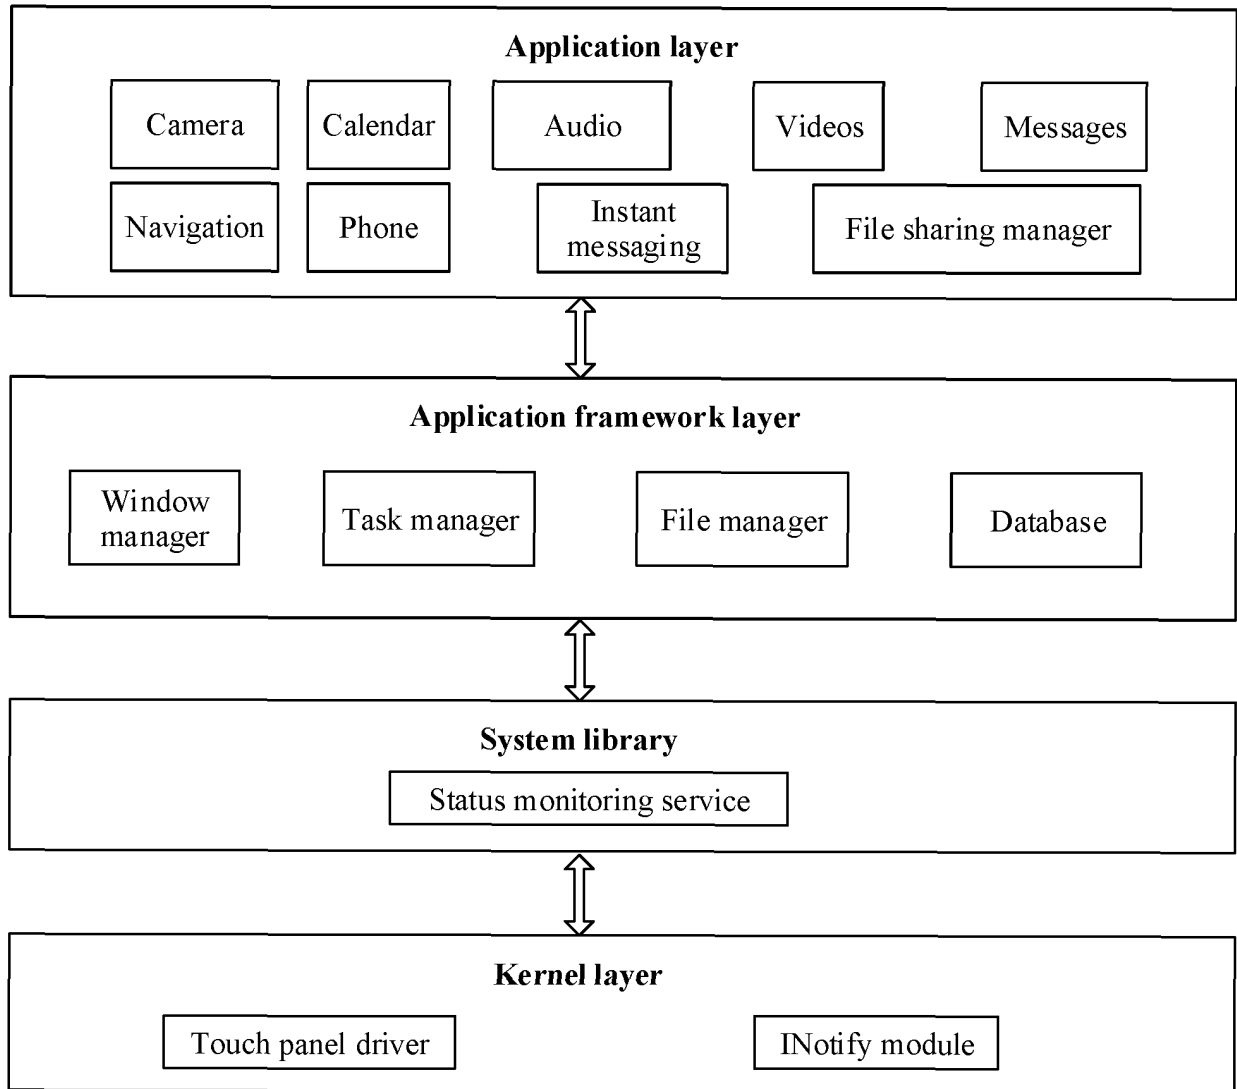 Application layer
Camera
Calendar
Audio
Videos
Messages
Navigation
Phone
Instant
messaging
File sharing manager
Application framework layer
Window
manager
Task manager
File manager
Database
System library
Status monitoring service
Kernel layer
Touch panel driver
INotify module